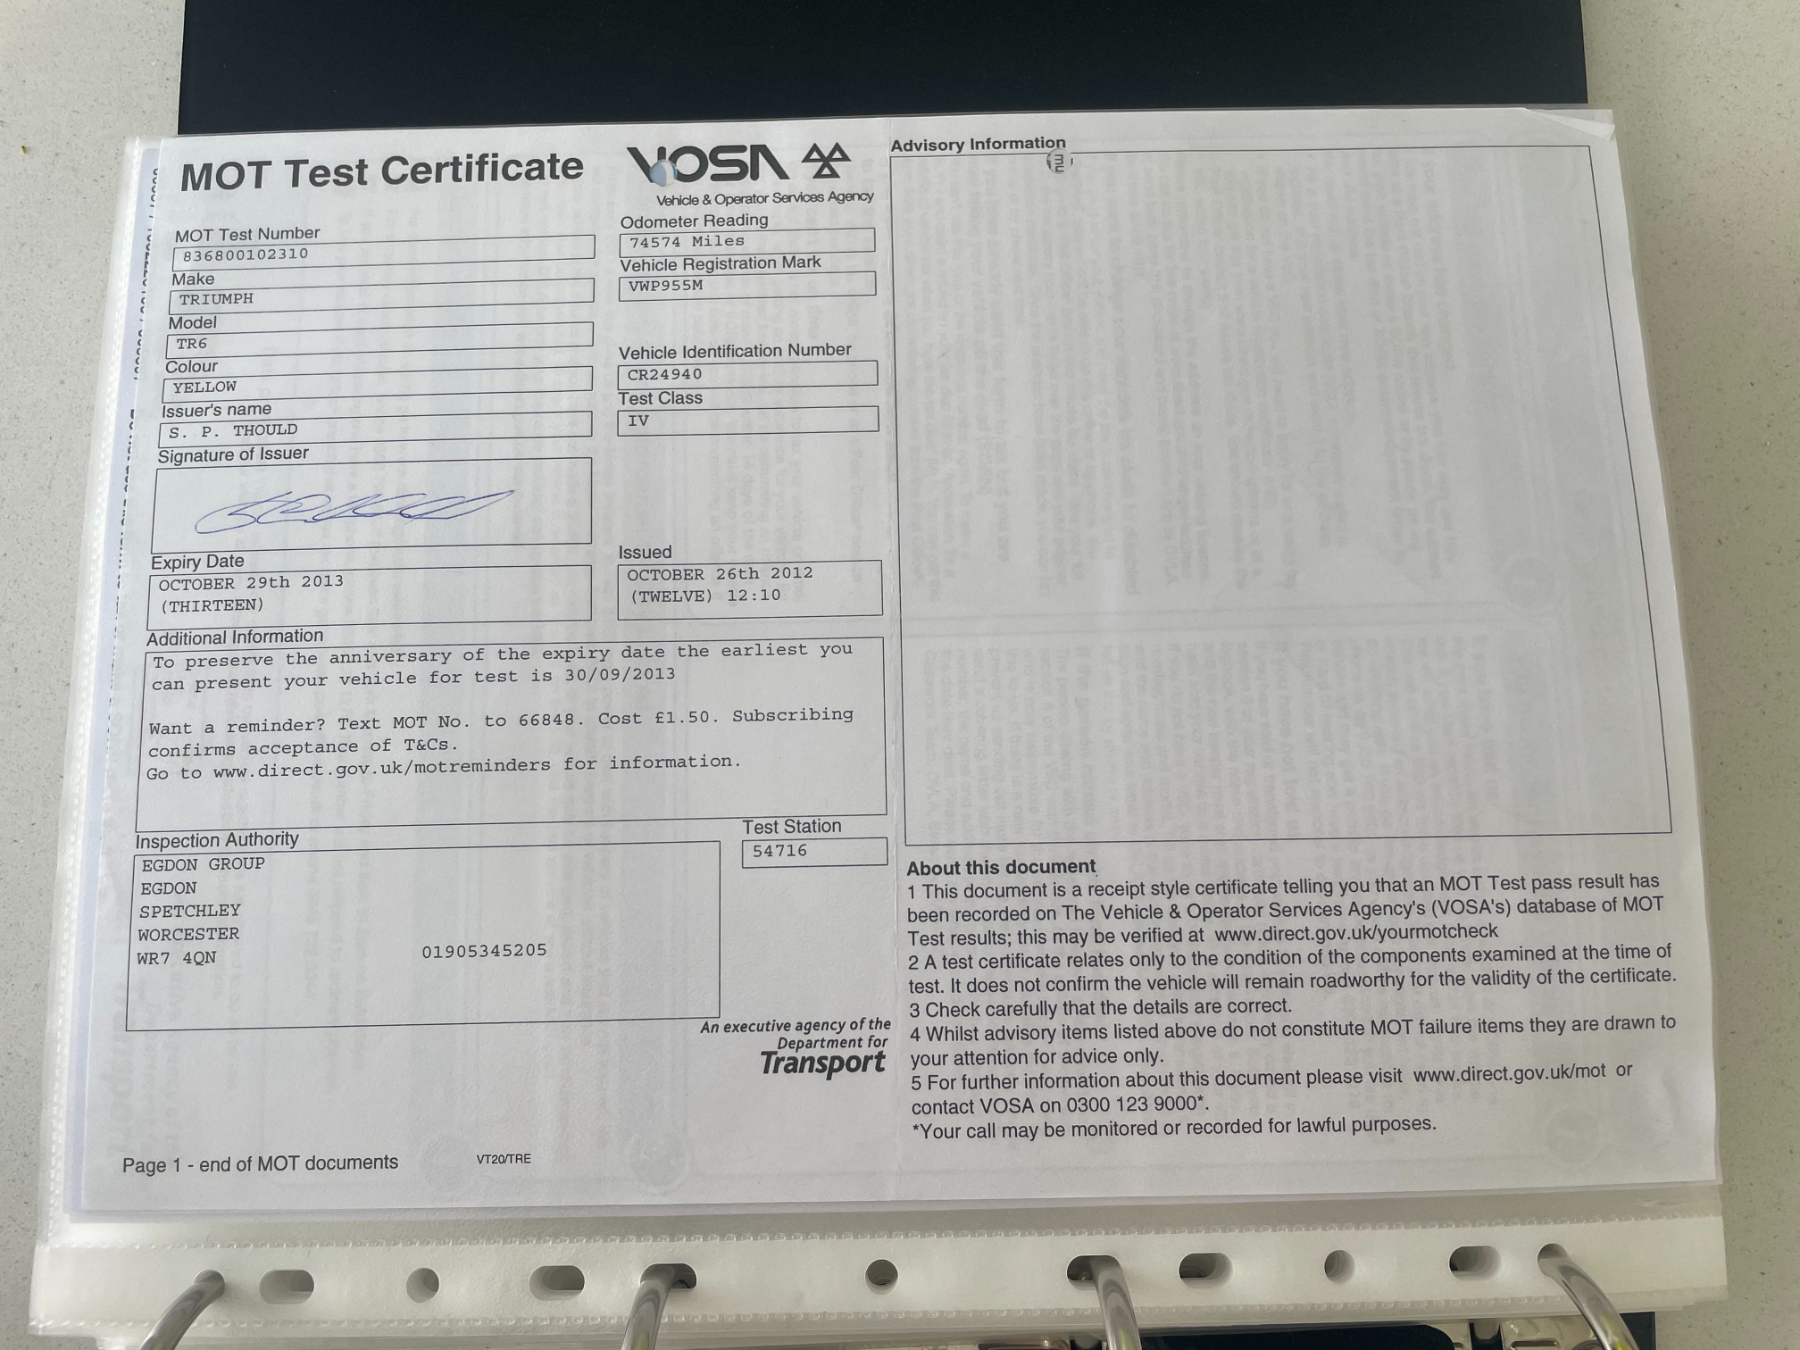 MOT Test Certificate
VOSA
Vehicle & Operator Services Agency
MOT Test Number
836800102310
Make
TRIUMPH
Model
TR6
Colour
YELLOW
Issuer's name
S. P. THOULD
Signature of Issuer
Odometer Reading
74574 Miles
Vehicle Registration Mark
VWP955M
Vehicle Identification Number
CR24940
Test Class
IV
Expiry Date
OCTOBER 29th 2013
(THIRTEEN)
Issued
OCTOBER 26th 2012
(TWELVE) 12:10
Additional Information
To preserve the anniversary of the expiry date the earliest you
can present your vehicle for test is 30/09/2013
Want a reminder? Text MOT No. to 66848. Cost £1.50. Subscribing
confirms acceptance of T&Cs.
Go to www.direct.gov.uk/motreminders for information.
Inspection Authority
EGDON GROUP
EGDON
SPETCHLEY
WORCESTER
WR7 4QN 01905345205
Test Station
54716
An executive agency of the
Department for
Transport
Page 1 - end of MOT documents
VT20/TRE
Advisory Information
About this document
1 This document is a receipt style certificate telling you that an MOT Test pass result has
been recorded on The Vehicle & Operator Services Agency's (VOSA's) database of MOT
Test results; this may be verified at www.direct.gov.uk/yourmotcheck
2 A test certificate relates only to the condition of the components examined at the time of
test. It does not confirm the vehicle will remain roadworthy for the validity of the certificate.
3 Check carefully that the details are correct.
4 Whilst advisory items listed above do not constitute MOT failure items they are drawn to
your attention for advice only.
5 For further information about this document please visit www.direct.gov.uk/mot or
contact VOSA on 0300 123 9000*.
*Your call may be monitored or recorded for lawful purposes.